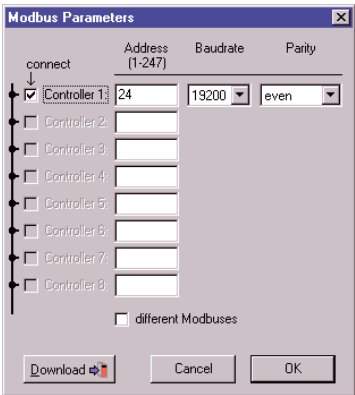 Modbus Parameters
Address Baudrate Parity
(1-247)
connect
Controller 1: 24 19200 even
Controller 2:
Controller 3:
Controller 4:
Controller 5:
Controller 6:
Controller 7:
Controller 8:
different Modbuses
Download Cancel OK